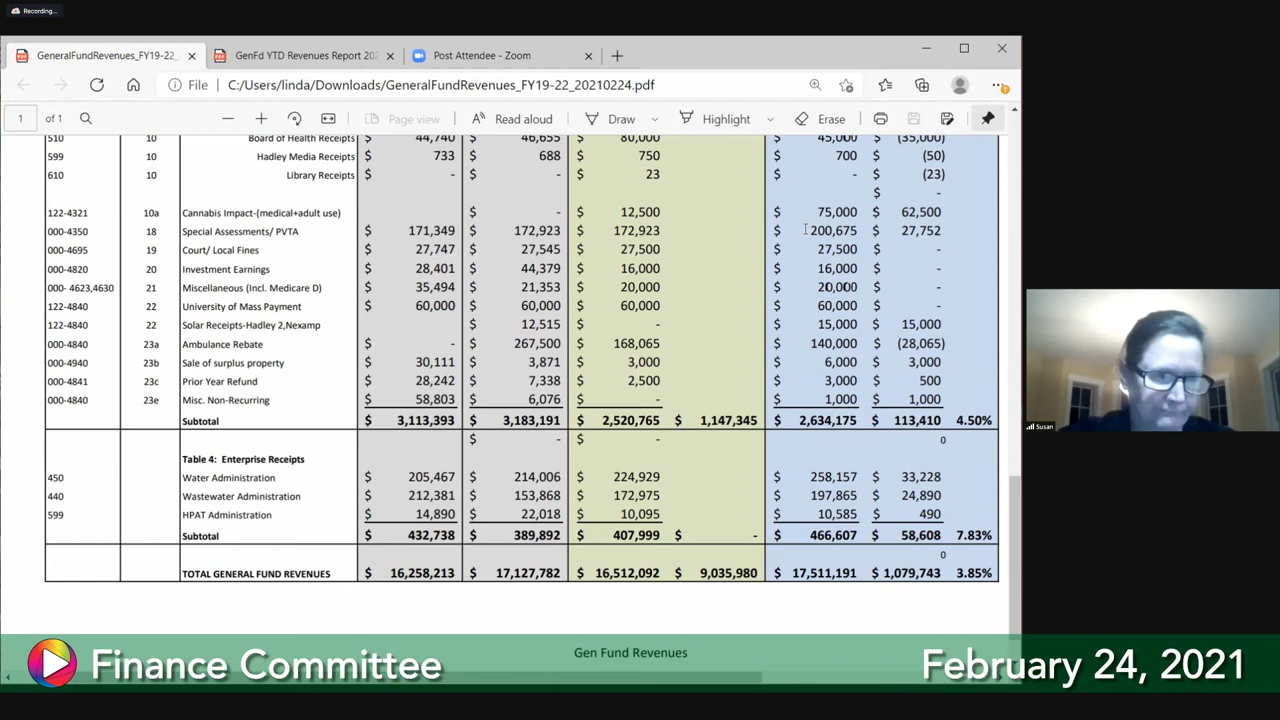 Recording...
GeneralFundRevenues_FY19-22_ GenFd YTD Revenues Report 202 Post Attendee - Zoom
File C:/Users/linda/Downloads/GeneralFundRevenues_FY19-22_20210224.pdf
1 of 1 Page view Read aloud Draw Highlight Erase
510 10 Board of Health Receipts $ 44,740 $ 46,655 $ 80,000 $ 45,000 $ (35,000)
599 10 Hadley Media Receipts $ 733 $ 688 $ 750 $ 700 $ (50)
610 10 Library Receipts $ - $ - $ 23 $ - $ (23)
$ -
122-4321 10a Cannabis Impact-(medical+adult use) $ - $ 12,500 $ 75,000 $ 62,500
000-4350 18 Special Assessments/ PVTA $ 171,349 $ 172,923 $ 172,923 $ 200,675 $ 27,752
000-4695 19 Court/ Local Fines $ 27,747 $ 27,545 $ 27,500 $ 27,500 $ -
000-4820 20 Investment Earnings $ 28,401 $ 44,379 $ 16,000 $ 16,000 $ -
000- 4623,4630 21 Miscellaneous (Incl. Medicare D) $ 35,494 $ 21,353 $ 20,000 $ 20,000 $ -
122-4840 22 University of Mass Payment $ 60,000 $ 60,000 $ 60,000 $ 60,000 $ -
122-4840 22 Solar Receipts-Hadley 2,Nexamp $ 12,515 $ - $ 15,000 $ 15,000
000-4840 23a Ambulance Rebate $ - $ 267,500 $ 168,065 $ 140,000 $ (28,065)
000-4940 23b Sale of surplus property $ 30,111 $ 3,871 $ 3,000 $ 6,000 $ 3,000
000-4841 23c Prior Year Refund $ 28,242 $ 7,338 $ 2,500 $ 3,000 $ 500
000-4840 23e Misc. Non-Recurring $ 58,803 $ 6,076 $ - $ 1,000 $ 1,000
Subtotal $ 3,113,393 $ 3,183,191 $ 2,520,765 $ 1,147,345 $ 2,634,175 $ 113,410 4.50%
$ - $ - 0
Table 4: Enterprise Receipts
450 Water Administration $ 205,467 $ 214,006 $ 224,929 $ 258,157 $ 33,228
440 Wastewater Administration $ 212,381 $ 153,868 $ 172,975 $ 197,865 $ 24,890
599 HPAT Administration $ 14,890 $ 22,018 $ 10,095 $ 10,585 $ 490
Subtotal $ 432,738 $ 389,892 $ 407,999 $ - $ 466,607 $ 58,608 7.83%
0
TOTAL GENERAL FUND REVENUES $ 16,258,213 $ 17,127,782 $ 16,512,092 $ 9,035,980 $ 17,511,191 $ 1,079,743 3.85%
Gen Fund Revenues
Susan
Finance Committee February 24, 2021